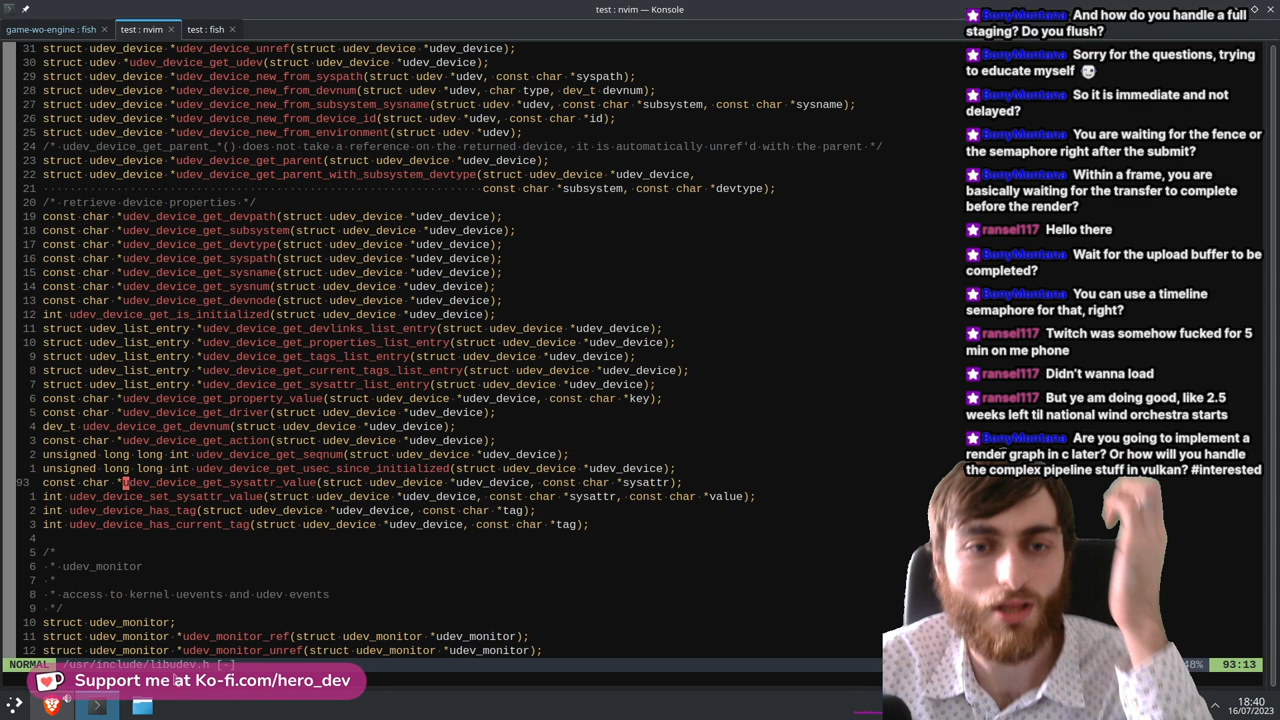 test : nvim — Konsole
game-wo-engine : fish
test : nvim
test : fish
31 struct udev_device *udev_device_unref(struct udev_device *udev_device);
30 struct udev *udev_device_get_udev(struct udev_device *udev_device);
29 struct udev_device *udev_device_new_from_syspath(struct udev *udev, const char *syspath);
28 struct udev_device *udev_device_new_from_devnum(struct udev *udev, char type, dev_t devnum);
27 struct udev_device *udev_device_new_from_subsystem_sysname(struct udev *udev, const char *subsystem, const char *sysname);
26 struct udev_device *udev_device_new_from_device_id(struct udev *udev, const char *id);
25 struct udev_device *udev_device_new_from_environment(struct udev *udev);
24 /* udev_device_get_parent_*() does not take a reference on the returned device, it is automatically unref'd with the parent */
23 struct udev_device *udev_device_get_parent(struct udev_device *udev_device);
22 struct udev_device *udev_device_get_parent_with_subsystem_devtype(struct udev_device *udev_device,
21 const char *subsystem, const char *devtype);
20 /* retrieve device properties */
19 const char *udev_device_get_devpath(struct udev_device *udev_device);
18 const char *udev_device_get_subsystem(struct udev_device *udev_device);
17 const char *udev_device_get_devtype(struct udev_device *udev_device);
16 const char *udev_device_get_syspath(struct udev_device *udev_device);
15 const char *udev_device_get_sysname(struct udev_device *udev_device);
14 const char *udev_device_get_sysnum(struct udev_device *udev_device);
13 const char *udev_device_get_devnode(struct udev_device *udev_device);
12 int udev_device_get_is_initialized(struct udev_device *udev_device);
11 struct udev_list_entry *udev_device_get_devlinks_list_entry(struct udev_device *udev_device);
10 struct udev_list_entry *udev_device_get_properties_list_entry(struct udev_device *udev_device);
9 struct udev_list_entry *udev_device_get_tags_list_entry(struct udev_device *udev_device);
8 struct udev_list_entry *udev_device_get_current_tags_list_entry(struct udev_device *udev_device);
7 struct udev_list_entry *udev_device_get_sysattr_list_entry(struct udev_device *udev_device);
6 const char *udev_device_get_property_value(struct udev_device *udev_device, const char *key);
5 const char *udev_device_get_driver(struct udev_device *udev_device);
4 dev_t udev_device_get_devnum(struct udev_device *udev_device);
3 const char *udev_device_get_action(struct udev_device *udev_device);
2 unsigned long long int udev_device_get_seqnum(struct udev_device *udev_device);
1 unsigned long long int udev_device_get_usec_since_initialized(struct udev_device *udev_device);
93 const char *udev_device_get_sysattr_value(struct udev_device *udev_device, const char *sysattr);
1 int udev_device_set_sysattr_value(struct udev_device *udev_device, const char *sysattr, const char *value);
2 int udev_device_has_tag(struct udev_device *udev_device, const char *tag);
3 int udev_device_has_current_tag(struct udev_device *udev_device, const char *tag);
4
5 /*
6 * udev_monitor
7 *
8 * access to kernel uevents and udev events
9 */
10 struct udev_monitor;
11 struct udev_monitor *udev_monitor_ref(struct udev_monitor *udev_monitor);
12 struct udev_monitor *udev_monitor_unref(struct udev_monitor *udev_monitor);
NORMAL /usr/include/libudev.h [-]
48% 93:13
Support me at Ko-fi.com/hero_dev
18:40
16/07/2023
BonyMontana And how do you handle a full
staging? Do you flush?
BonyMontana Sorry for the questions, trying
to educate myself
BonyMontana So it is immediate and not
delayed?
BonyMontana You are waiting for the fence or
the semaphore right after the submit?
BonyMontana Within a frame, you are
basically waiting for the transfer to complete
before the render?
ransel117 Hello there
BonyMontana Wait for the upload buffer to be
completed?
BonyMontana You can use a timeline
semaphore for that, right?
ransel117 Twitch was somehow fucked for 5
min on me phone
ransel117 Didn't wanna load
ransel117 But ye am doing good, like 2.5
weeks left til national wind orchestra starts
BonyMontana Are you going to implement a
render graph in c later? Or how will you handle
the complex pipeline stuff in vulkan? #interested